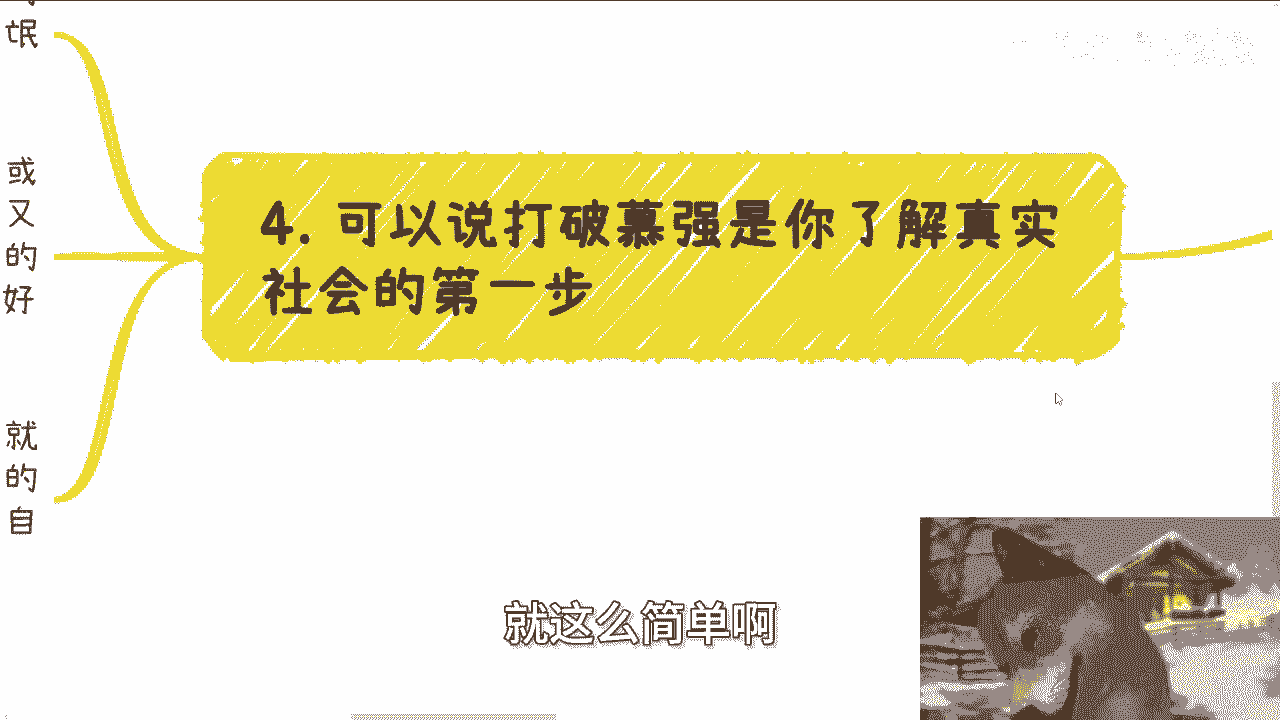 氓
或
又
的
好
就
的
自
4. 可以说打破慕强是你了解真实
社会的第一步
就这么简单啊